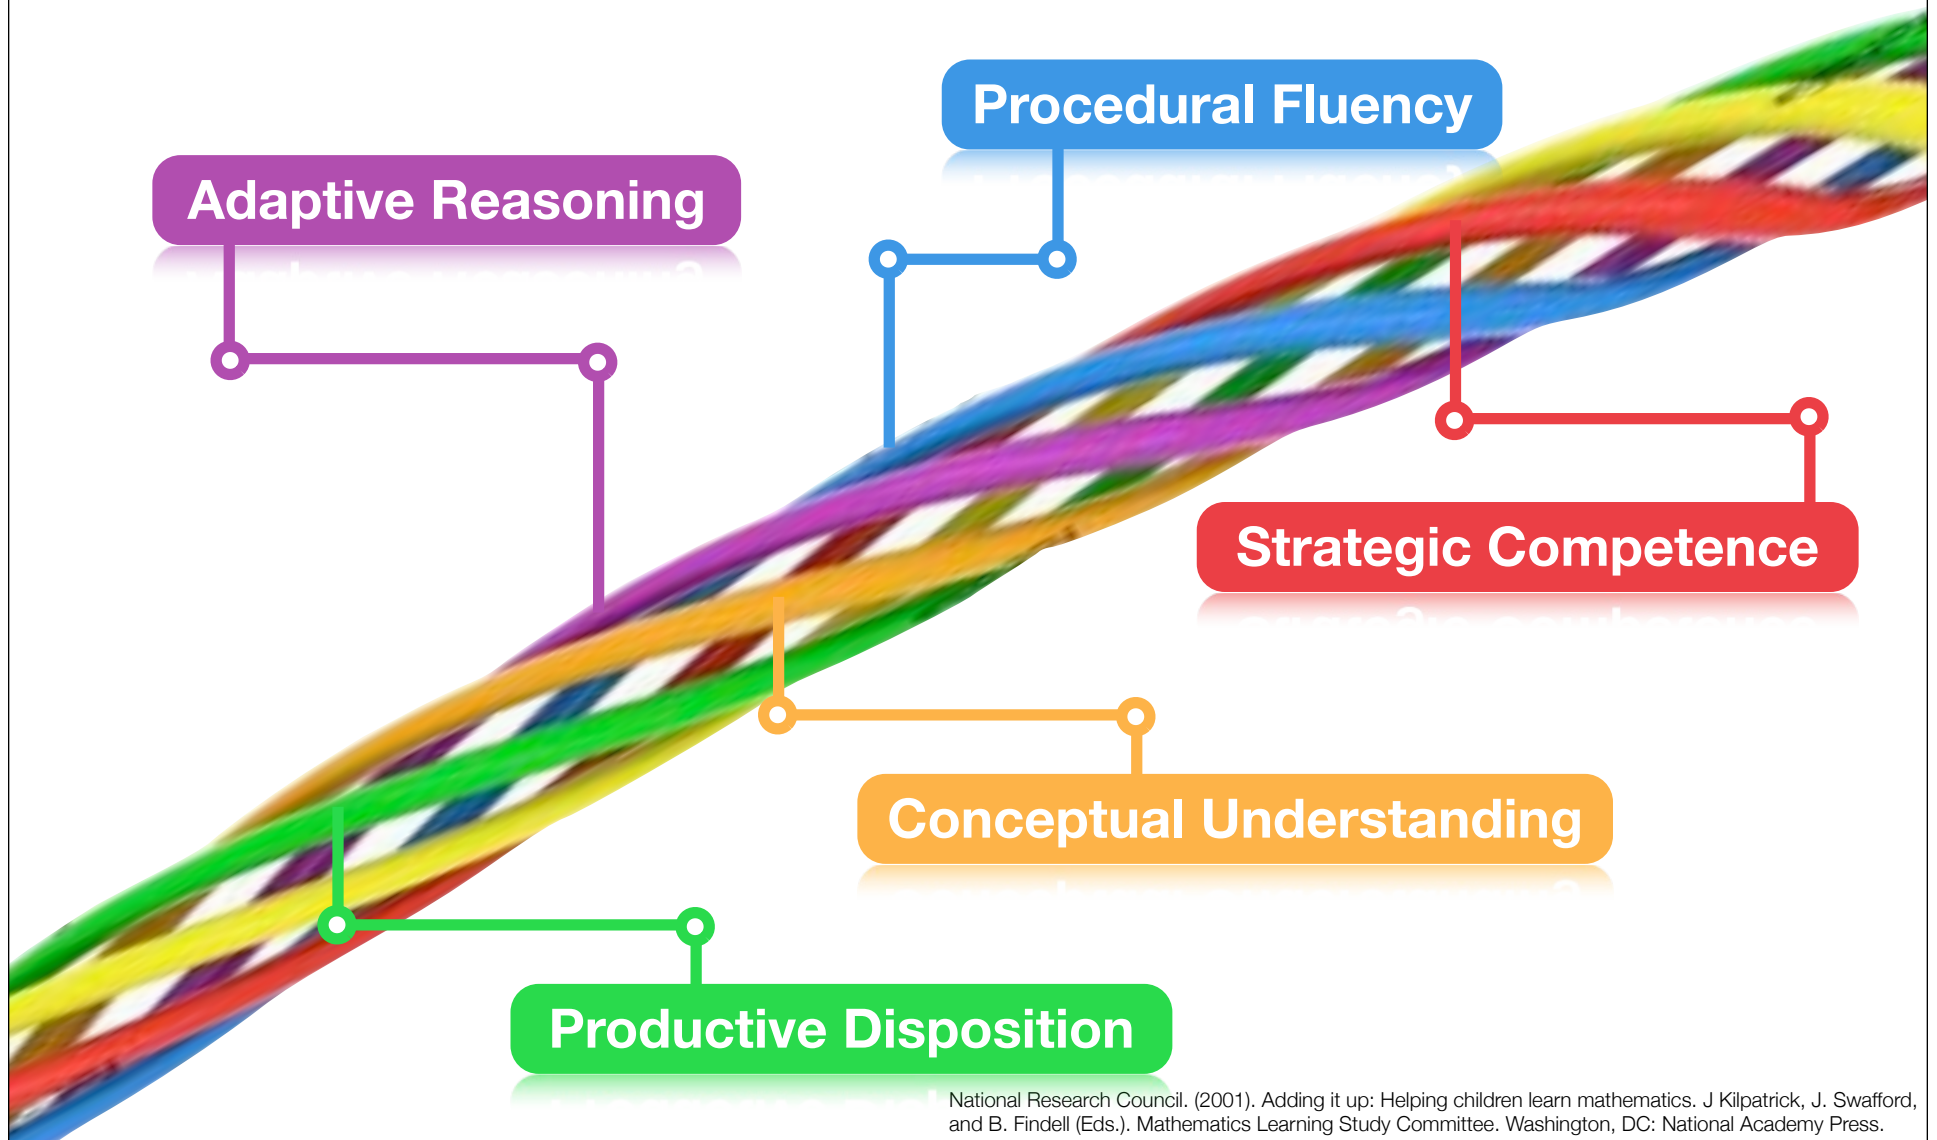 Procedural Fluency
Adaptive Reasoning
Strategic Competence
Conceptual Understanding
Productive Disposition
National Research Council. (2001). Adding it up: Helping children learn mathematics. J Kilpatrick, J. Swafford,
and B. Findell (Eds.). Mathematics Learning Study Committee. Washington, DC: National Academy Press.